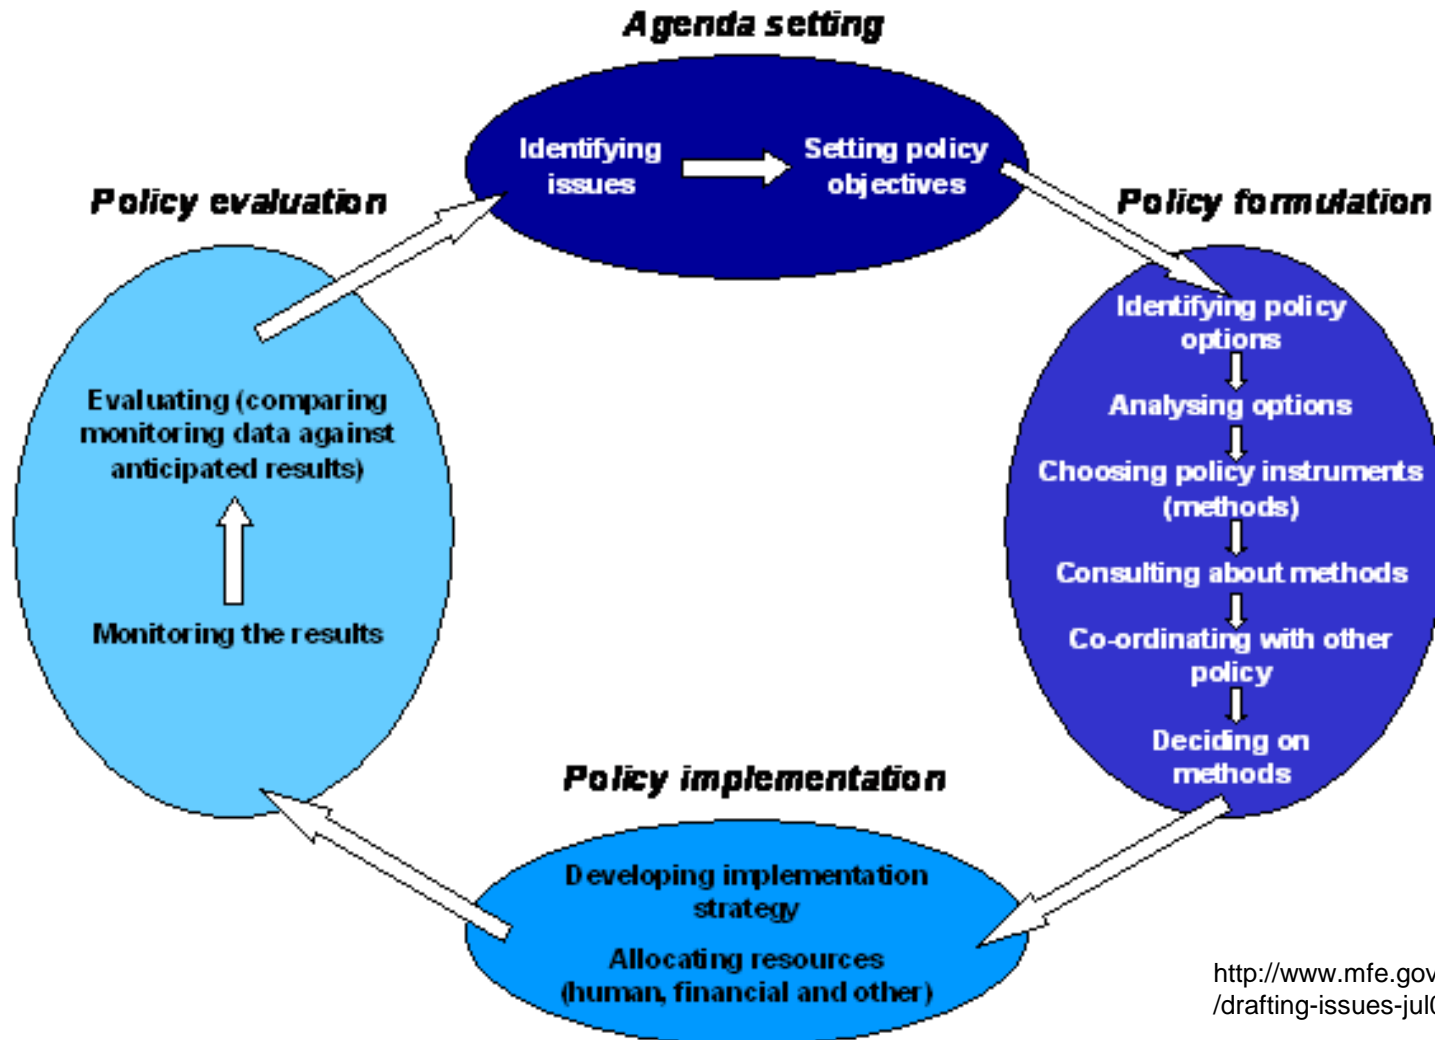 Agenda setting
Identifying
issues
Setting policy
objectives
Policy evaluation
Policy formulation
Identifying policy
options
Analysing options
Choosing policy instruments
(methods)
Consulting about methods
Co-ordinating with other
policy
Deciding on
methods
Evaluating (comparing
monitoring data against
anticipated results)
Monitoring the results
Policy implementation
Developing implementation
strategy
Allocating resources
(human, financial and other)
http://www.mfe.gov
/drafting-issues-jul